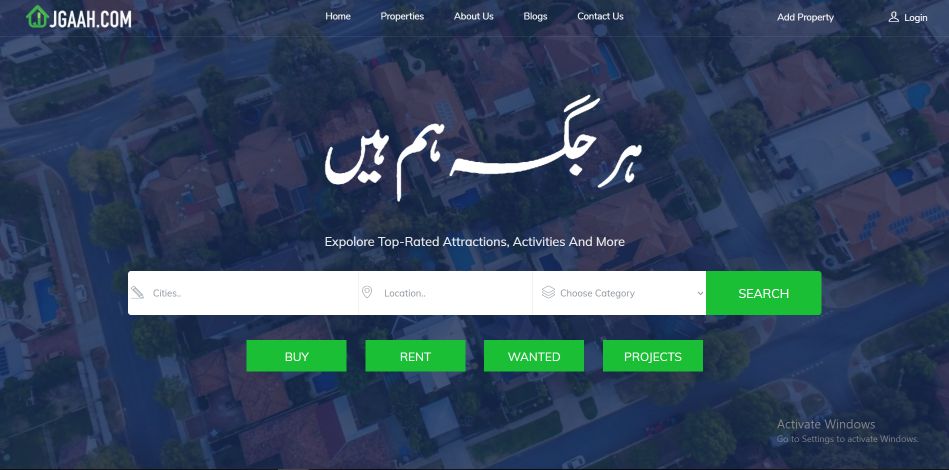 JGAAH.COM
Home Properties About Us Blogs Contact Us Add Property Login
ہر جگہ ہم ہیں
Expolore Top-Rated Attractions, Activities And More
Cities.. Location.. Choose Category SEARCH
BUY RENT WANTED PROJECTS
Activate Windows
Go to Settings to activate Windows.